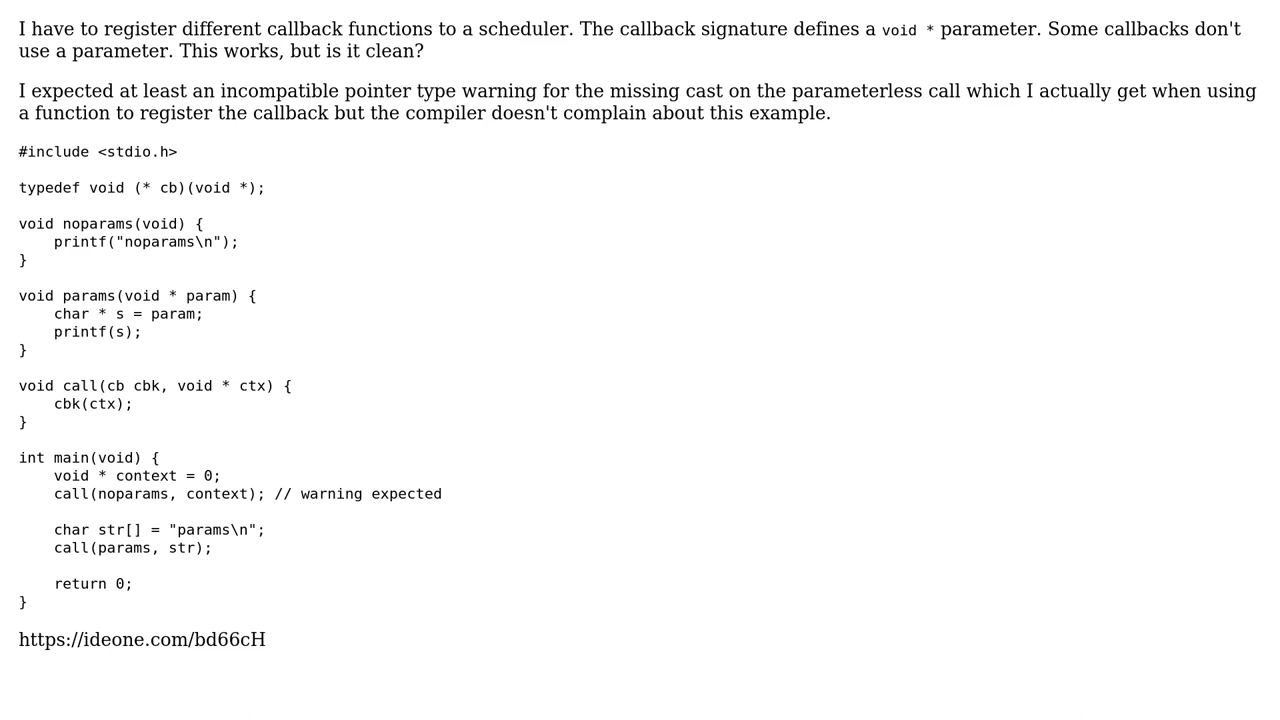 I have to register different callback functions to a scheduler. The callback signature defines a void * parameter. Some callbacks don't
use a parameter. This works, but is it clean?
I expected at least an incompatible pointer type warning for the missing cast on the parameterless call which I actually get when using
a function to register the callback but the compiler doesn't complain about this example.
#include <stdio.h>
typedef void (* cb)(void *);
void noparams(void) {
    printf("noparams\n");
}
void params(void * param) {
    char * s = param;
    printf(s);
}
void call(cb cbk, void * ctx) {
    cbk(ctx);
}
int main(void) {
    void * context = 0;
    call(noparams, context); // warning expected
    char str[] = "params\n";
    call(params, str);
    return 0;
}
https://ideone.com/bd66cH